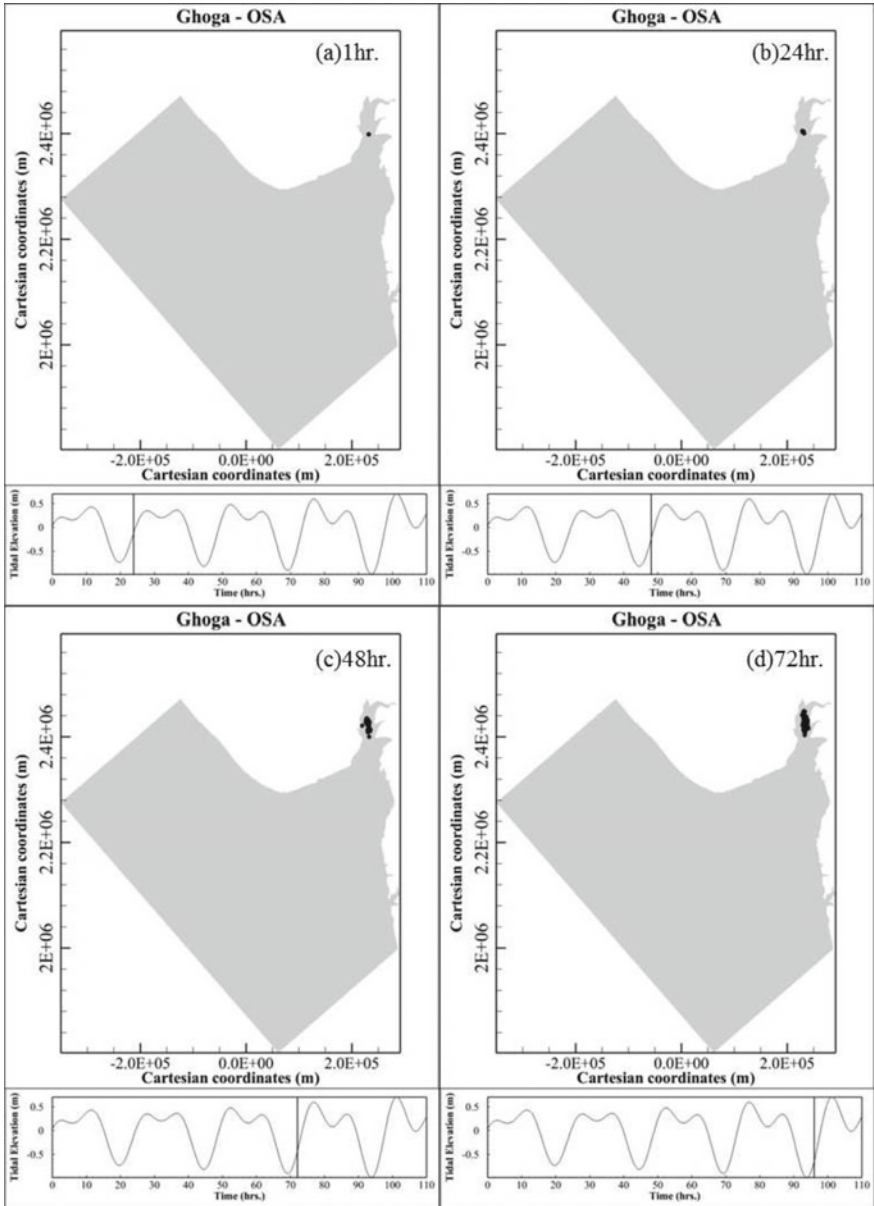 Ghoga - OSA
(a)1hr.
Cartesian coordinates (m)
2.4E+06
2.2E+06
2E+06
-2.0E+05 0.0E+00 2.0E+05
Cartesian coordinates (m)
Tidal Elevation (m)
0.5
0
-0.5
0 10 20 30 40 50 60 70 80 90 100 110
Time (hrs.)
Ghoga - OSA
(b)24hr.
Cartesian coordinates (m)
2.4E+06
2.2E+06
2E+06
-2.0E+05 0.0E+00 2.0E+05
Cartesian coordinates (m)
Tidal Elevation (m)
0.5
0
-0.5
0 10 20 30 40 50 60 70 80 90 100 110
Time (hrs.)
Ghoga - OSA
(c)48hr.
Cartesian coordinates (m)
2.4E+06
2.2E+06
2E+06
-2.0E+05 0.0E+00 2.0E+05
Cartesian coordinates (m)
Tidal Elevation (m)
0.5
0
-0.5
0 10 20 30 40 50 60 70 80 90 100 110
Time (hrs.)
Ghoga - OSA
(d)72hr.
Cartesian coordinates (m)
2.4E+06
2.2E+06
2E+06
-2.0E+05 0.0E+00 2.0E+05
Cartesian coordinates (m)
Tidal Elevation (m)
0.5
0
-0.5
0 10 20 30 40 50 60 70 80 90 100 110
Time (hrs.)